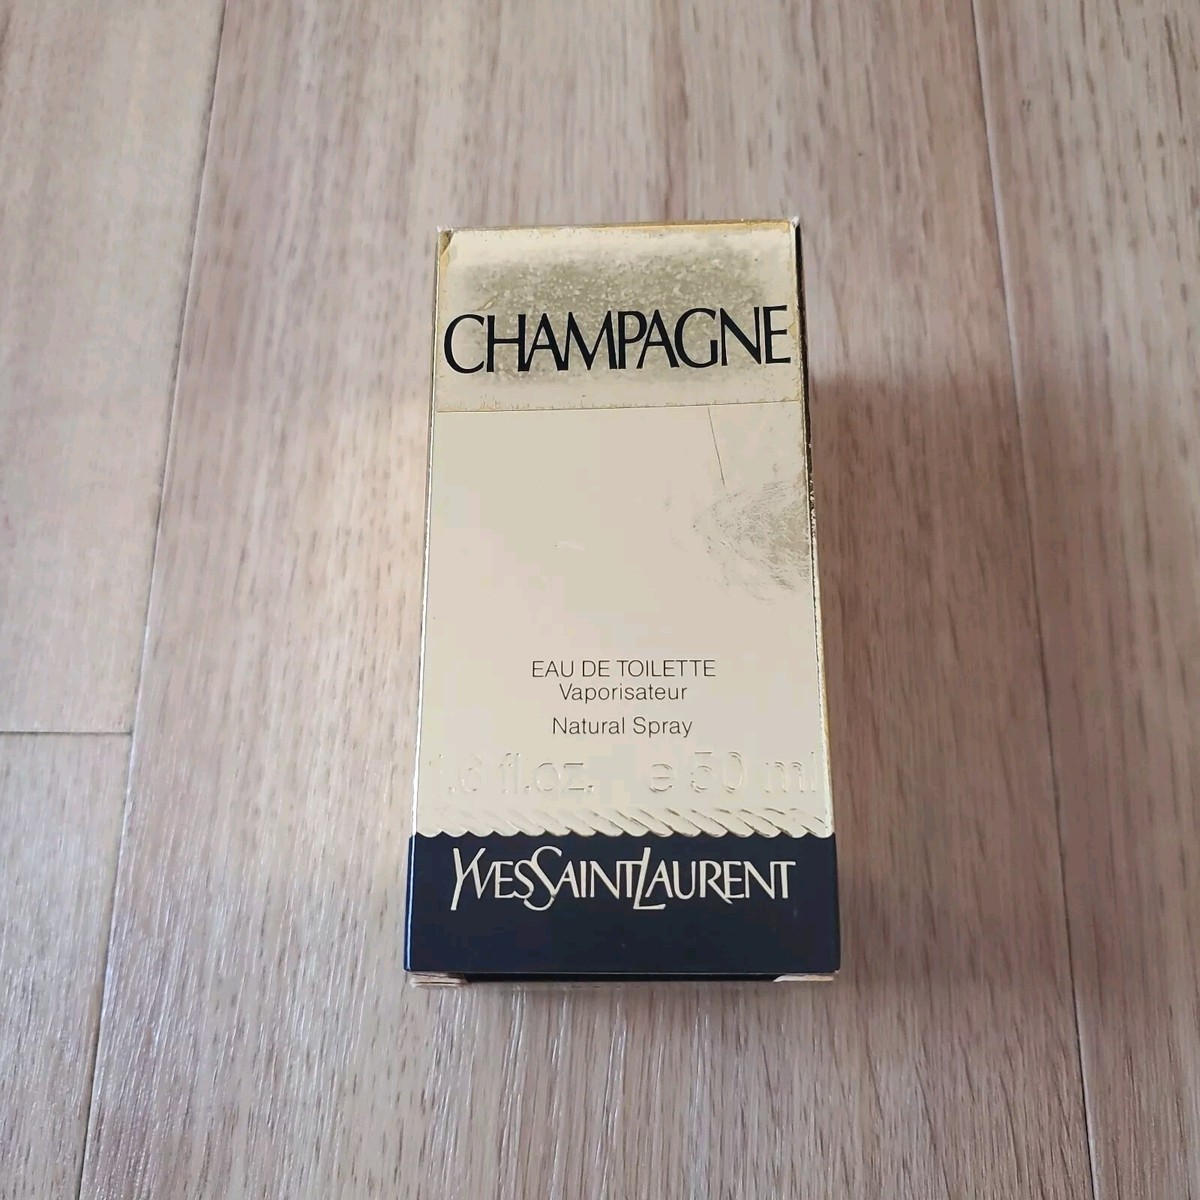 CHAMPAGNE
EAU DE TOILETTE
Vaporisateur
Natural Spray
1.6 fl.oz. e 50 ml
YVESSAINTLAURENT